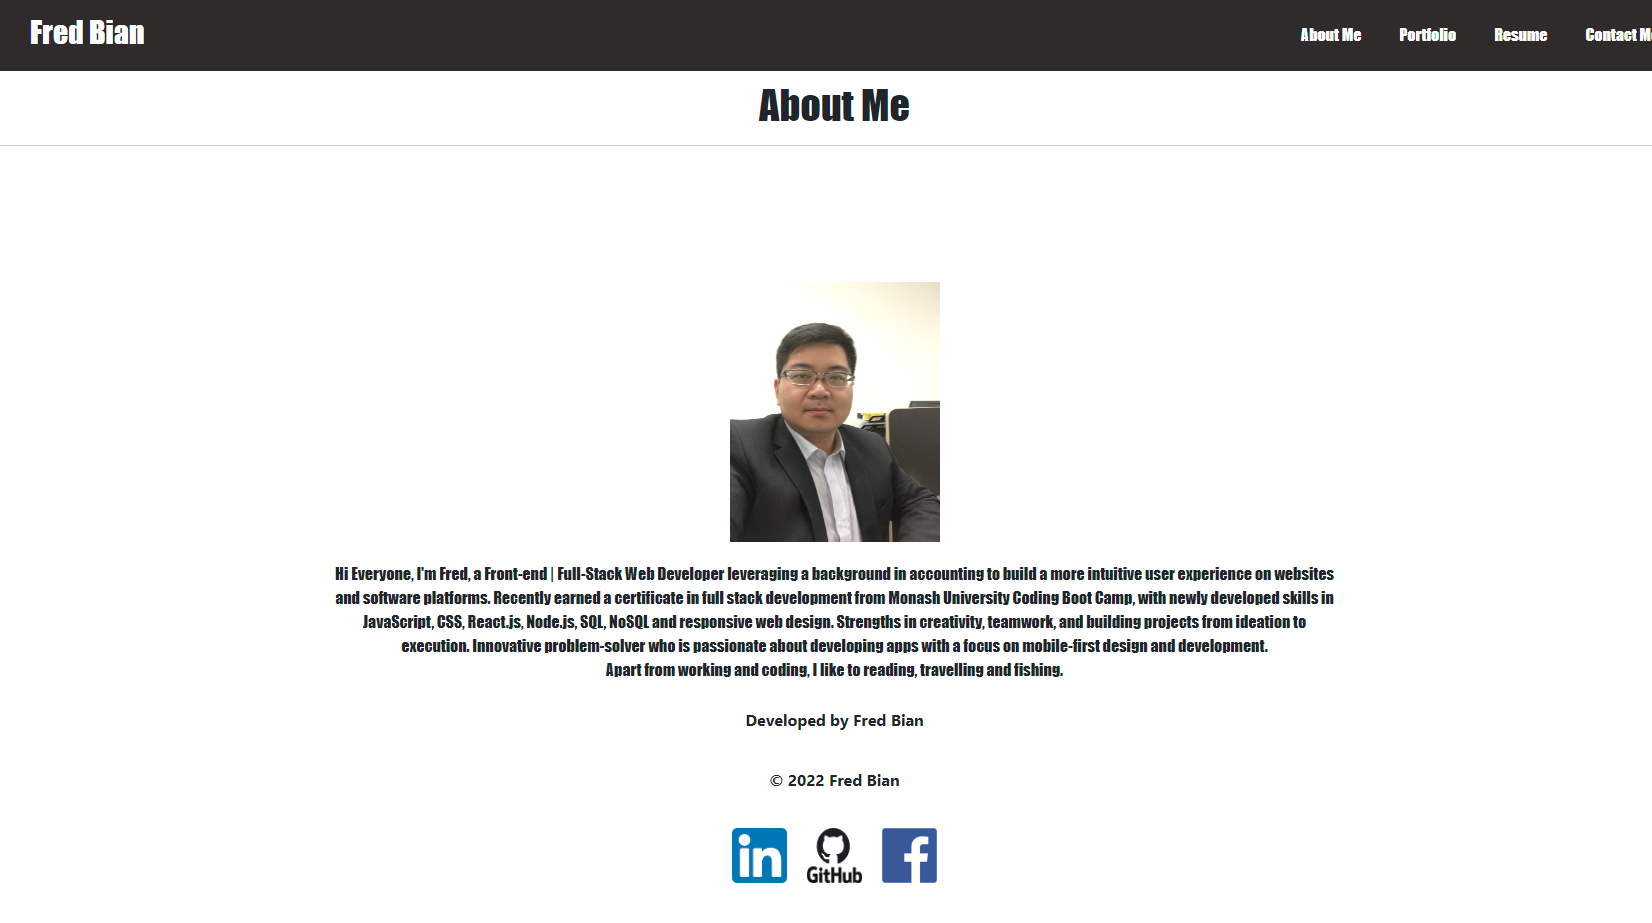 Fred Bian
About Me
Portfolio
Resume
Contact M
About Me
Hi Everyone, I'm Fred, a Front-end | Full-Stack Web Developer leveraging a background in accounting to build a more intuitive user experience on websites
and software platforms. Recently earned a certificate in full stack development from Monash University Coding Boot Camp, with newly developed skills in
JavaScript, CSS, React.js, Node.js, SQL, NoSQL and responsive web design. Strengths in creativity, teamwork, and building projects from ideation to
execution. Innovative problem-solver who is passionate about developing apps with a focus on mobile-first design and development.
Apart from working and coding, I like to reading, travelling and fishing.
Developed by Fred Bian
© 2022 Fred Bian
in
GitHub
f